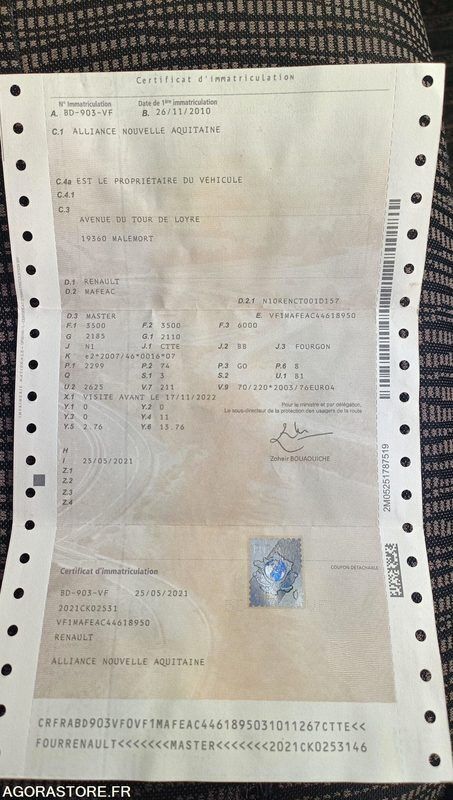 Certificat d'immatriculation
N° Immatriculation Date de 1ère immatriculation
A. BD-903-VF B. 26/11/2010
C.1 ALLIANCE NOUVELLE AQUITAINE
C.4a EST LE PROPRIÉTAIRE DU VÉHICULE
C.4.1
C.3
AVENUE DU TOUR DE LOYRE
19360 MALEMORT
D.1 RENAULT
D.2 MAFEAC
D.2.1 N10RENCT001D157
D.3 MASTER E. VF1MAFEAC44618950
F.1 3500 F.2 3500 F.3 6000
G 2185 G.1 2110
J N1 J.1 CTTE J.2 BB J.3 FOURGON
K e2*2007/46*0016*07
P.1 2299 P.2 74 P.3 GO P.6 8
Q S.1 3 S.2 U.1 81
U.2 2625 V.7 211 V.9 70/220*2003/76EURO4
X.1 VISITE AVANT LE 17/11/2022
Y.1 0 Y.2 0
Y.3 0 Y.4 11
Y.5 2.76 Y.6 13.76
Pour le ministre et par délégation,
Le sous-directeur de la protection des usagers de la route
H
I 25/05/2021
Zoheir BOUAOUICHE
Z.1
Z.2
Z.3
Z.4
2M05251787519
Certificat d'immatriculation
COUPON DÉTACHABLE
BD-903-VF 25/05/2021
2021CK02531
VF1MAFEAC44618950
RENAULT
ALLIANCE NOUVELLE AQUITAINE
CRFRABD903VF0VF1MAFEAC4461895031011267CTTE<<
FOURRENAULT<<<<<<<MASTER<<<<<<<2021CK0253146
AGORASTORE.FR